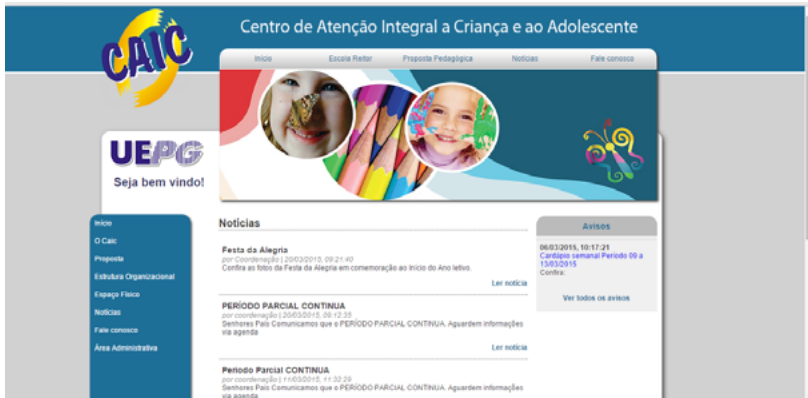 CAIC
Centro de Atenção Integral a Criança e ao Adolescente
Início
Escola Reitor
Proposta Pedagógica
Notícias
Fale conosco
UEPG
Seja bem vindo!
Início
O Caic
Proposta
Estrutura Organizacional
Espaço Físico
Notícias
Fale conosco
Área Administrativa
Notícias
Festa da Alegria
por Coordenação | 20/03/2015, 09:21:40
Confira as fotos da Festa da Alegria em comemoração ao Início do Ano letivo.
Ler notícia
PERÍODO PARCIAL CONTINUA
por coordenação | 20/03/2015, 09:12:35
Senhores Pais Comunicamos que o PERÍODO PARCIAL CONTINUA. Aguardem informações
via agenda
Ler notícia
Periodo Parcial CONTINUA
por coordenação | 11/03/2015, 11:32:29
Senhores Pais Comunicamos que o PERÍODO PARCIAL CONTINUA. Aguardem informações
via agenda
Avisos
06/03/2015, 10:17:21
Cardápio semanal Período 09 a
13/03/2015
Confira:
Ver todos os avisos